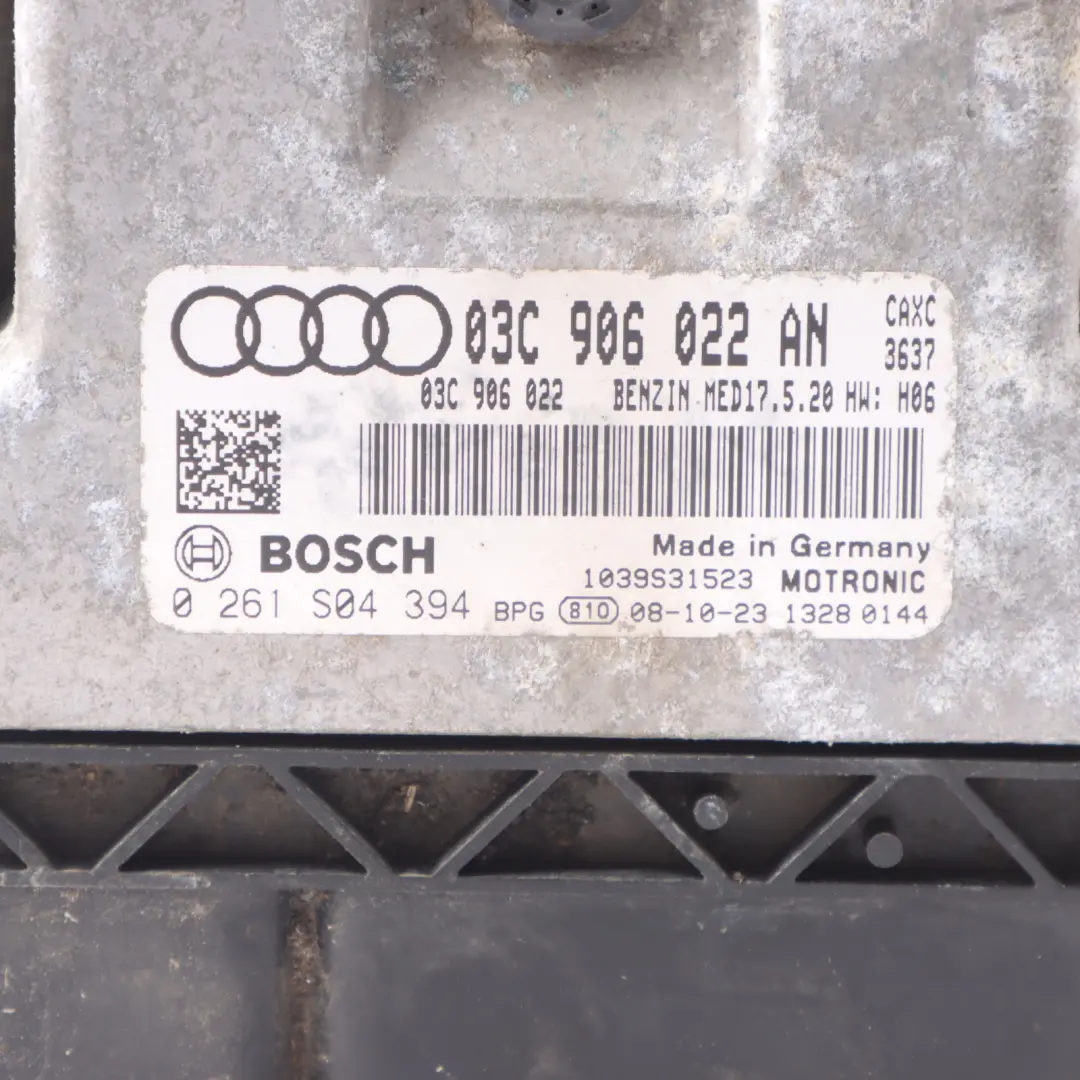 03C 906 022 AN CAXC
3637
03C 906 022 BENZIN MED17.5.20 HW: H06
BOSCH Made in Germany
1039S31523 MOTRONIC
0 261 S04 394 BPG 810 08-10-23 1328 0144